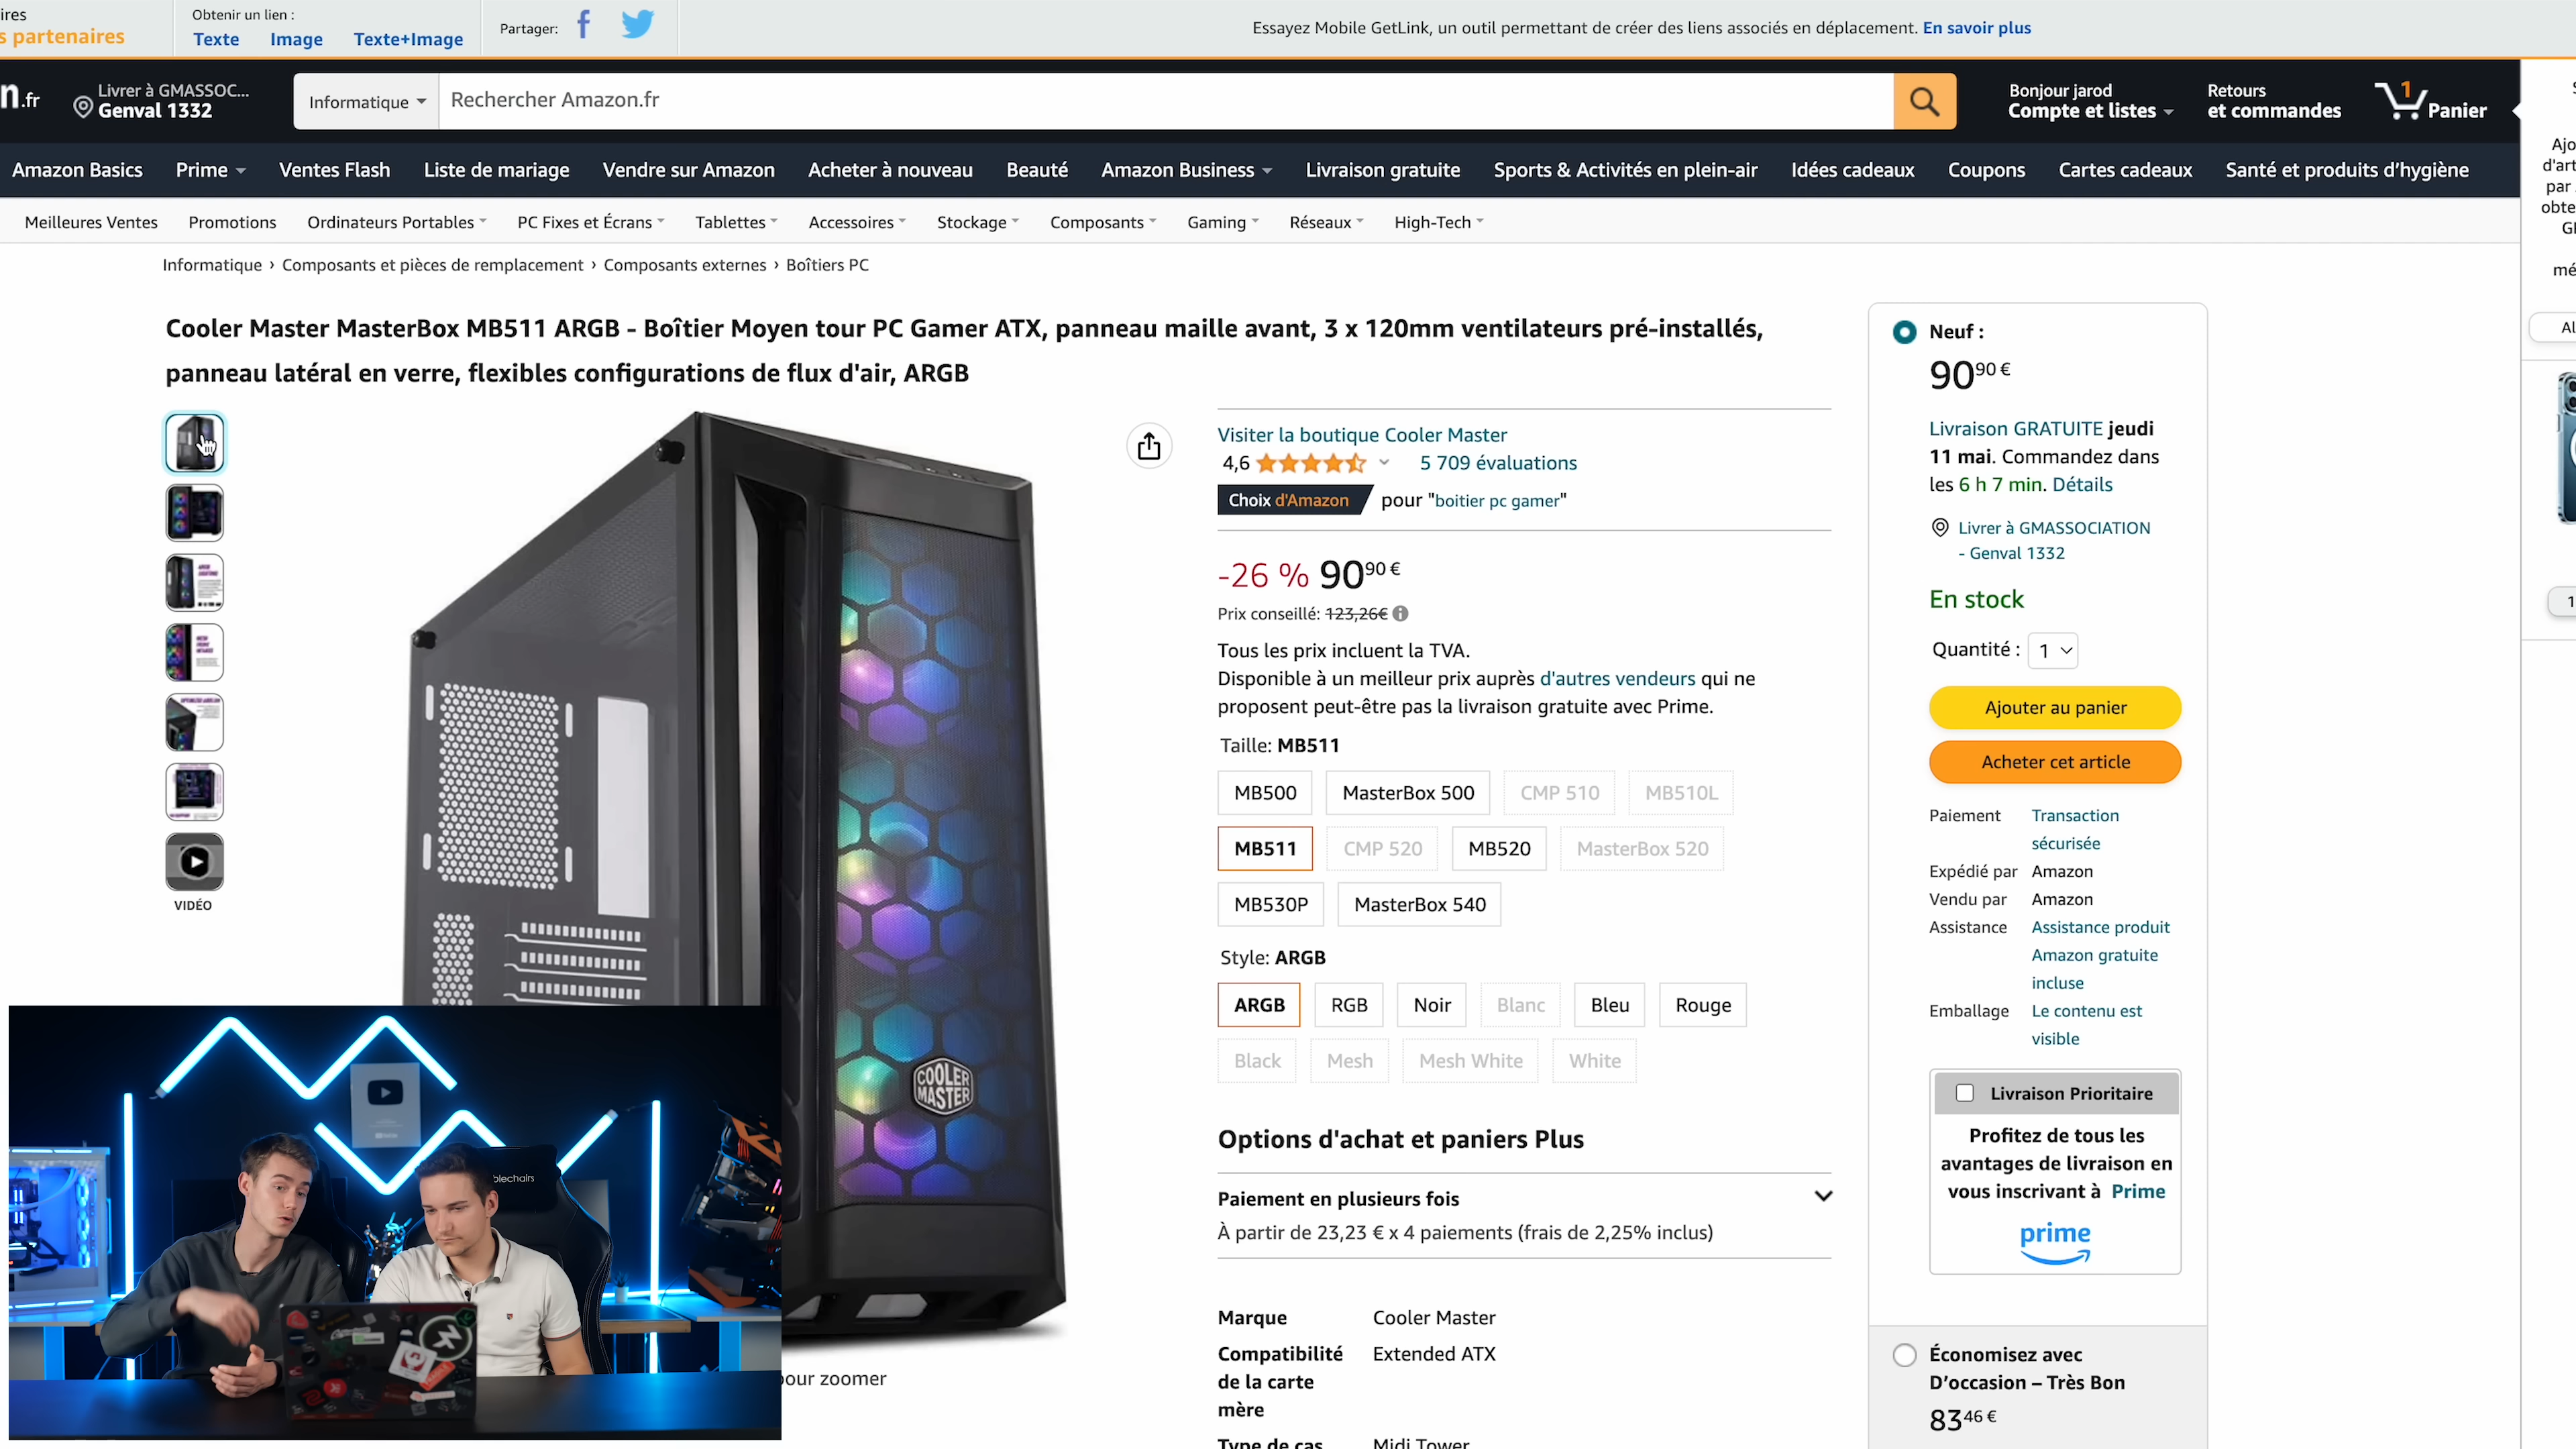 ires
s partenaires
Obtenir un lien :
Texte Image Texte+Image
Partager:
Essayez Mobile GetLink, un outil permettant de créer des liens associés en déplacement. En savoir plus
n.fr
Livrer à GMASSOC...
Genval 1332
Informatique
Rechercher Amazon.fr
Bonjour jarod
Compte et listes
Retours
et commandes
1
Panier
Amazon Basics Prime Ventes Flash Liste de mariage Vendre sur Amazon Acheter à nouveau Beauté Amazon Business Livraison gratuite Sports & Activités en plein-air Idées cadeaux Coupons Cartes cadeaux Santé et produits d’hygiène
Meilleures Ventes Promotions Ordinateurs Portables PC Fixes et Écrans Tablettes Accessoires Stockage Composants Gaming Réseaux High-Tech
Informatique › Composants et pièces de remplacement › Composants externes › Boîtiers PC
Cooler Master MasterBox MB511 ARGB - Boîtier Moyen tour PC Gamer ATX, panneau maille avant, 3 x 120mm ventilateurs pré-installés,
panneau latéral en verre, flexibles configurations de flux d'air, ARGB
VIDÉO
COOLER
MASTER
blechairs
pour zoomer
Visiter la boutique Cooler Master
4,6 5 709 évaluations
Choix d'Amazon pour "boitier pc gamer"
-26 % 90 90 €
Prix conseillé: 123,26€
Tous les prix incluent la TVA.
Disponible à un meilleur prix auprès d'autres vendeurs qui ne
proposent peut-être pas la livraison gratuite avec Prime.
Taille: MB511
MB500 MasterBox 500 CMP 510 MB510L
MB511 CMP 520 MB520 MasterBox 520
MB530P MasterBox 540
Style: ARGB
ARGB RGB Noir Blanc Bleu Rouge
Black Mesh Mesh White White
Options d'achat et paniers Plus
Paiement en plusieurs fois
À partir de 23,23 € x 4 paiements (frais de 2,25% inclus)
Marque Cooler Master
Compatibilité Extended ATX
de la carte
mère
Type de cas Midi Tower
Neuf :
90 90 €
Livraison GRATUITE jeudi
11 mai. Commandez dans
les 6 h 7 min. Détails
Livrer à GMASSOCIATION
- Genval 1332
En stock
Quantité : 1
Ajouter au panier
Acheter cet article
Paiement Transaction
sécurisée
Expédié par Amazon
Vendu par Amazon
Assistance Assistance produit
Amazon gratuite
incluse
Emballage Le contenu est
visible
Livraison Prioritaire
Profitez de tous les
avantages de livraison en
vous inscrivant à Prime
prime
Économisez avec
D’occasion – Très Bon
83 46 €
Ajo
d'art
par
obte
mé